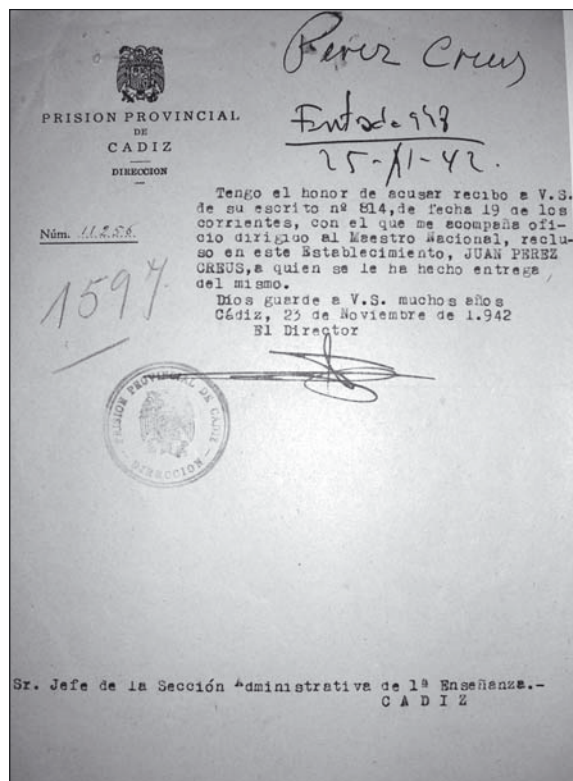 Perez Creus
Entrada 948
25-XI-42.
PRISION PROVINCIAL
DE
CADIZ
DIRECCION
Núm. 11256
1597
Tengo el honor de acusar recibo a V.S.
de su escrito nº 814, de fecha 19 de los
corrientes, con el que me acompaña ofi-
cio dirigido al Maestro Nacional, reclu-
so en este Establecimiento, JUAN PEREZ
CREUS, a quien se le ha hecho entrega
del mismo.
Dios guarde a V.S. muchos años
Cádiz, 23 de Noviembre de 1.942
El Director
PRISION PROVINCIAL DE CADIZ
DIRECCION
Sr. Jefe de la Sección Administrativa de 1ª Enseñanza.-
C A D I Z